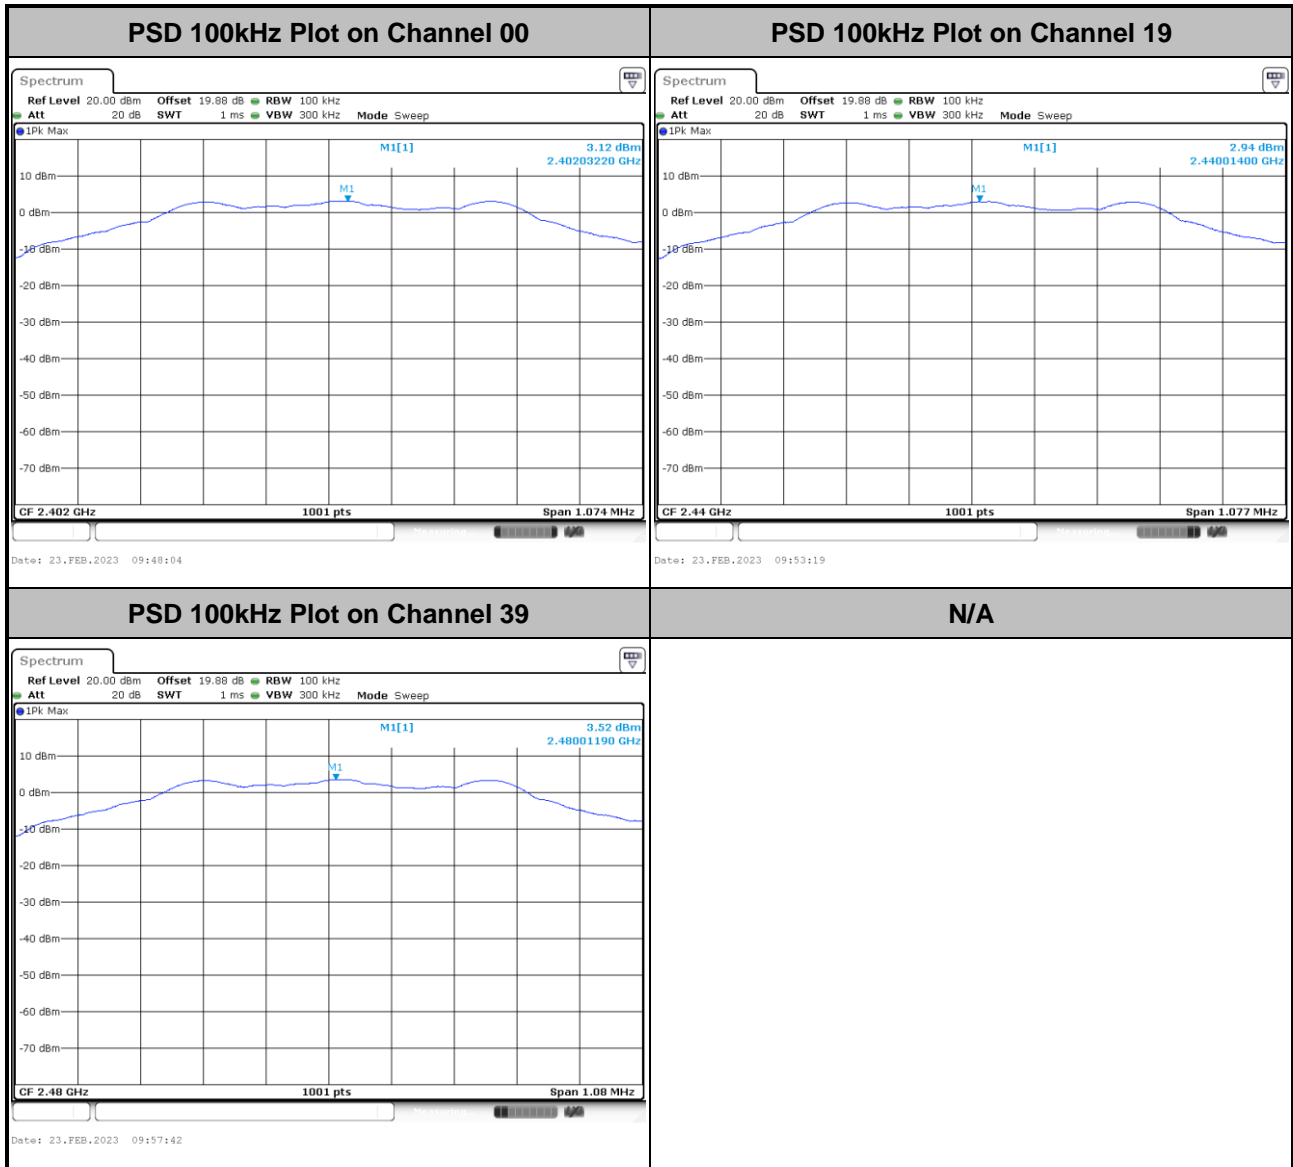 PSD 100kHz Plot on Channel 00
Spectrum
Ref Level 20.00 dBm Offset 19.88 dB RBW 100 kHz
Att 20 dB SWT 1 ms VBW 300 kHz Mode Sweep
1Pk Max
M1[1] 3.12 dBm
2.40203220 GHz
10 dBm
M1
0 dBm
-10 dBm
-20 dBm
-30 dBm
-40 dBm
-50 dBm
-60 dBm
-70 dBm
CF 2.402 GHz 1001 pts Span 1.074 MHz
Measuring...
Date: 23.FEB.2023 09:48:04
PSD 100kHz Plot on Channel 19
Spectrum
Ref Level 20.00 dBm Offset 19.88 dB RBW 100 kHz
Att 20 dB SWT 1 ms VBW 300 kHz Mode Sweep
1Pk Max
M1[1] 2.94 dBm
2.44001400 GHz
10 dBm
M1
0 dBm
-10 dBm
-20 dBm
-30 dBm
-40 dBm
-50 dBm
-60 dBm
-70 dBm
CF 2.44 GHz 1001 pts Span 1.077 MHz
Measuring...
Date: 23.FEB.2023 09:53:19
PSD 100kHz Plot on Channel 39
Spectrum
Ref Level 20.00 dBm Offset 19.88 dB RBW 100 kHz
Att 20 dB SWT 1 ms VBW 300 kHz Mode Sweep
1Pk Max
M1[1] 3.52 dBm
2.48001190 GHz
10 dBm
M1
0 dBm
-10 dBm
-20 dBm
-30 dBm
-40 dBm
-50 dBm
-60 dBm
-70 dBm
CF 2.48 GHz 1001 pts Span 1.08 MHz
Measuring...
Date: 23.FEB.2023 09:57:42
N/A